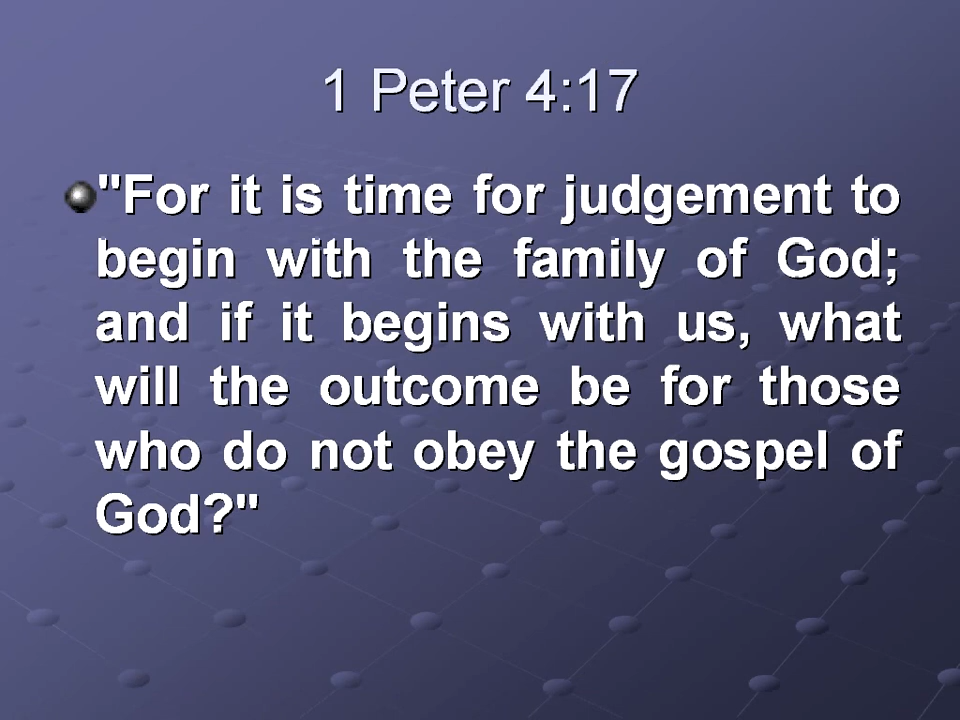 1 Peter 4:17
"For it is time for judgement to
begin with the family of God;
and if it begins with us, what
will the outcome be for those
who do not obey the gospel of
God?"